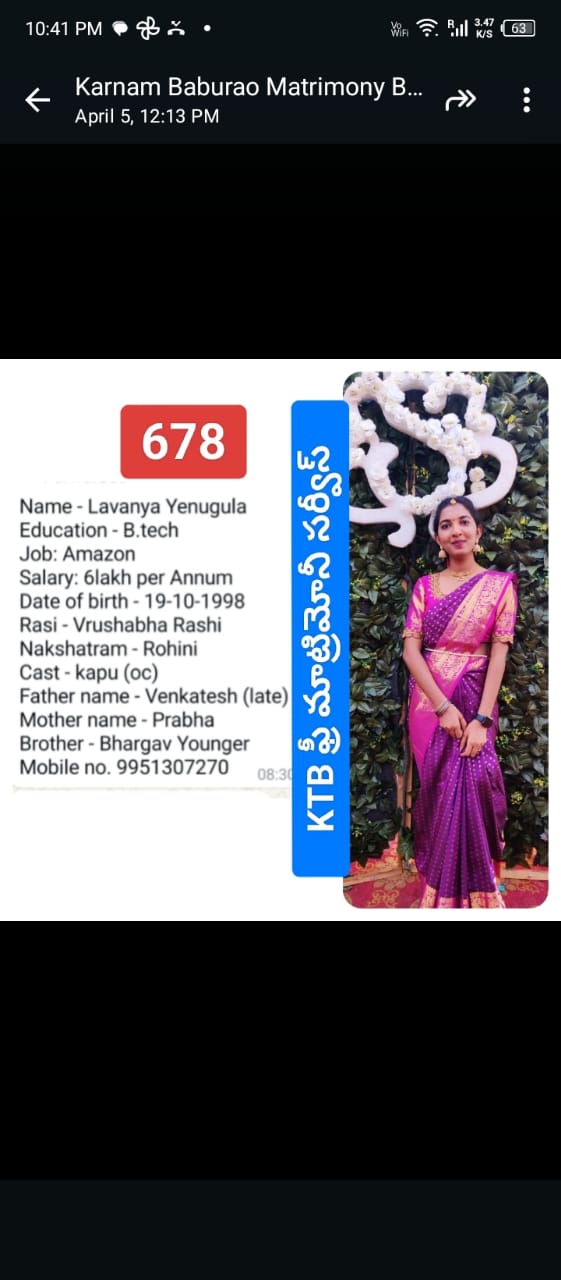 10:41 PM
Vo WiFi R 3.47 K/S 63
Karnam Baburao Matrimony B...
April 5, 12:13 PM
678
Name - Lavanya Yenugula
Education - B.tech
Job: Amazon
Salary: 6lakh per Annum
Date of birth - 19-10-1998
Rasi - Vrushabha Rashi
Nakshatram - Rohini
Cast - kapu (oc)
Father name - Venkatesh (late)
Mother name - Prabha
Brother - Bhargav Younger
Mobile no. 9951307270
08:30
KTB ఫ్రీ మాట్రిమోనీ సర్వీస్